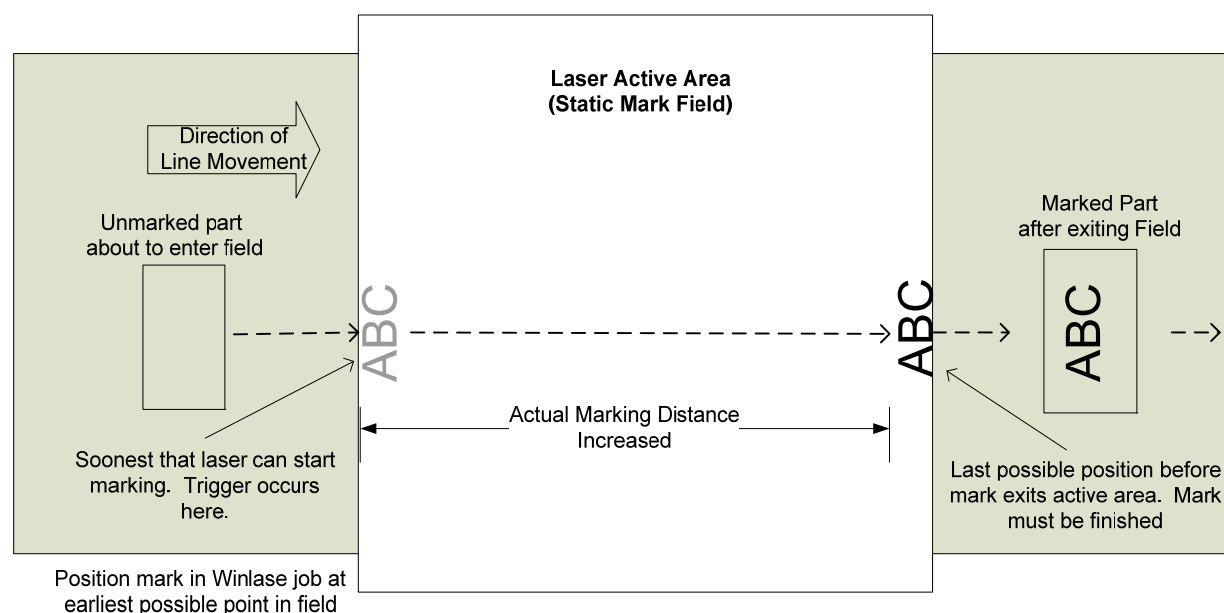 Laser Active Area
(Static Mark Field)
Direction of
Line Movement
Unmarked part
about to enter field
Marked Part
after exiting Field
ABC
ABC
ABC
Actual Marking Distance
Increased
Soonest that laser can start
marking. Trigger occurs
here.
Last possible position before
mark exits active area. Mark
must be finished
Position mark in Winlase job at
earliest possible point in field